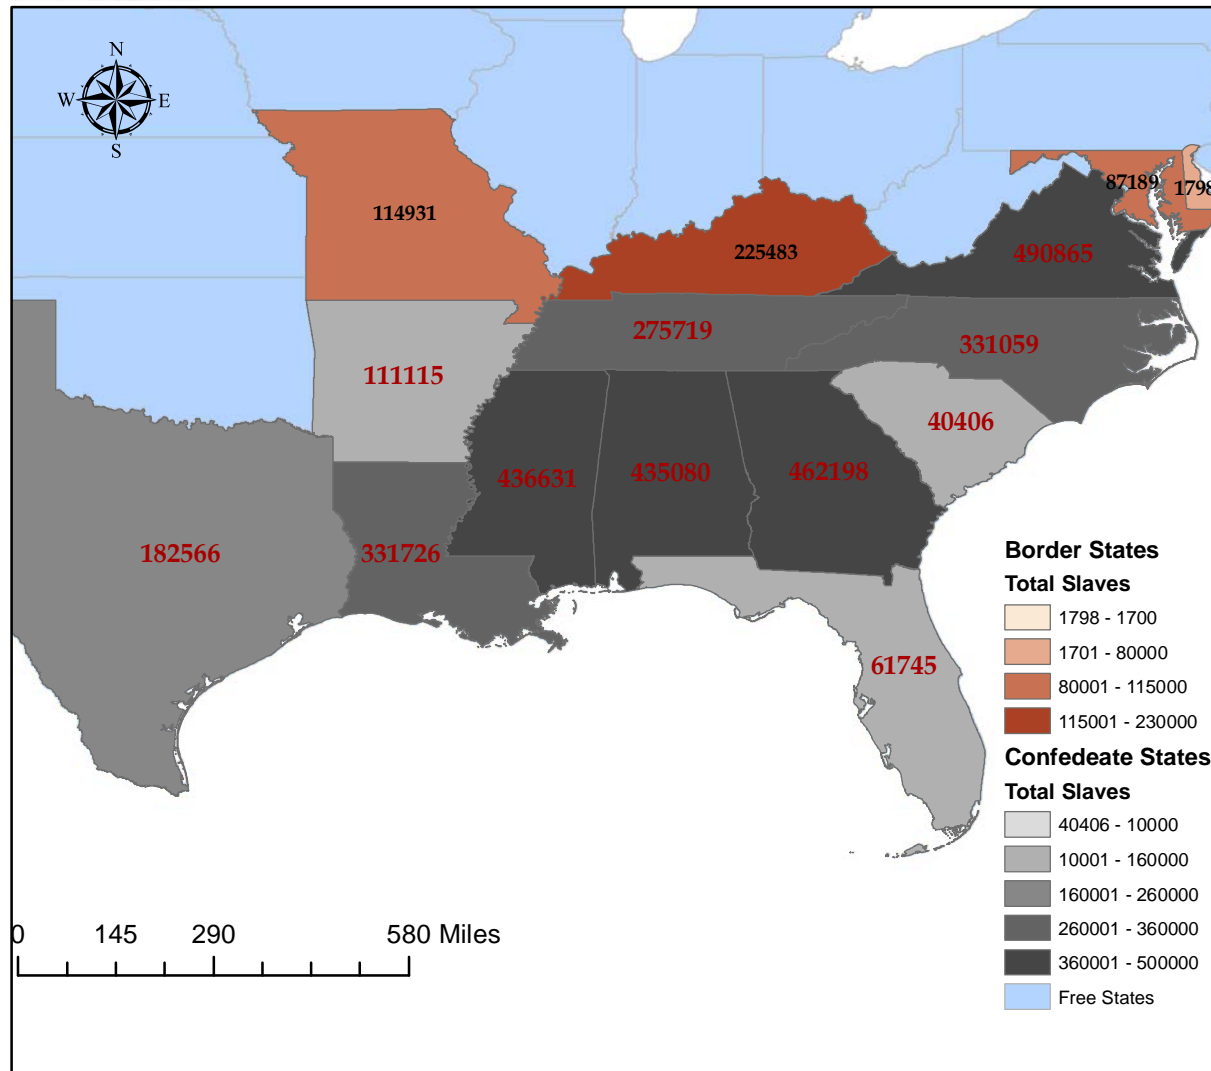 N
W E
S
114931
225483
87189
1798
490865
275719
331059
111115
40406
436631
435080
462198
182566
331726
61745
Border States
Total Slaves
1798 - 1700
1701 - 80000
80001 - 115000
115001 - 230000
Confedeate States
Total Slaves
40406 - 10000
10001 - 160000
160001 - 260000
260001 - 360000
360001 - 500000
Free States
0 145 290 580 Miles